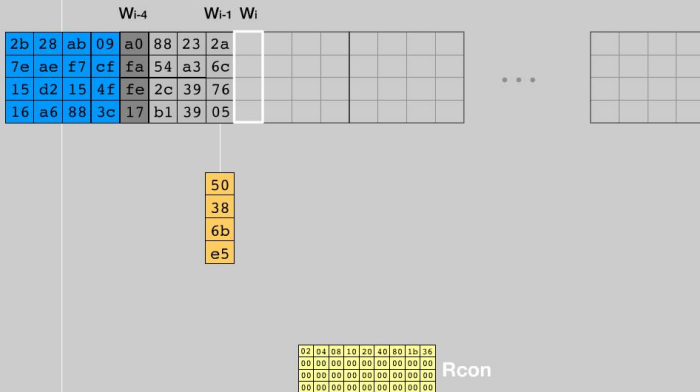 Wi-4 Wi-1 Wi
2b 28 ab 09 a0 88 23 2a
7e ae f7 cf fa 54 a3 6c
15 d2 15 4f fe 2c 39 76
16 a6 88 3c 17 b1 39 05
50
38
6b
e5
02 04 08 10 20 40 80 1b 36
00 00 00 00 00 00 00 00 00
00 00 00 00 00 00 00 00 00
00 00 00 00 00 00 00 00 00
Rcon